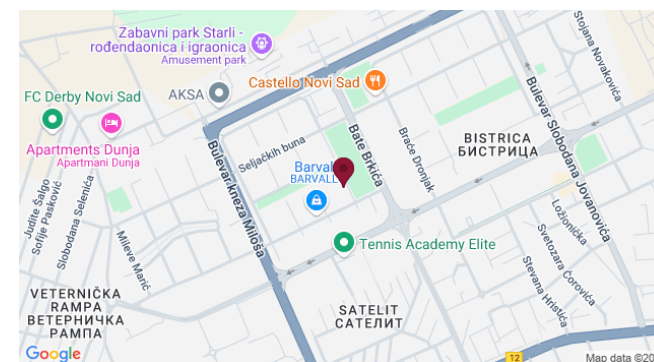 Zabavni park Starli -
rođendaonica i igraonica
Amusement park
Castello Novi Sad
AKSA
FC Derby Novi Sad
Apartments Dunja
Apartmani Dunja
Seljačkih buna
Bate Brkića
Braće Dronjak
Stojana Novakovića
Bulevar Slobodana Jovanovića
BISTRICA
БИСТРИЦА
BARVALL
Bulevar kneza Miloša
Judite Šalgo
Sofije Pasković
Slobodana Selenića
Mileve Marić
Tennis Academy Elite
Ložionička
Svetozara Ćorovića
Stevana Hristića
VETERNIČKA
RAMPA
ВЕТЕРНИЧКА
РАМПА
SATELIT
САТЕЛИТ
12
Google
Map data ©20